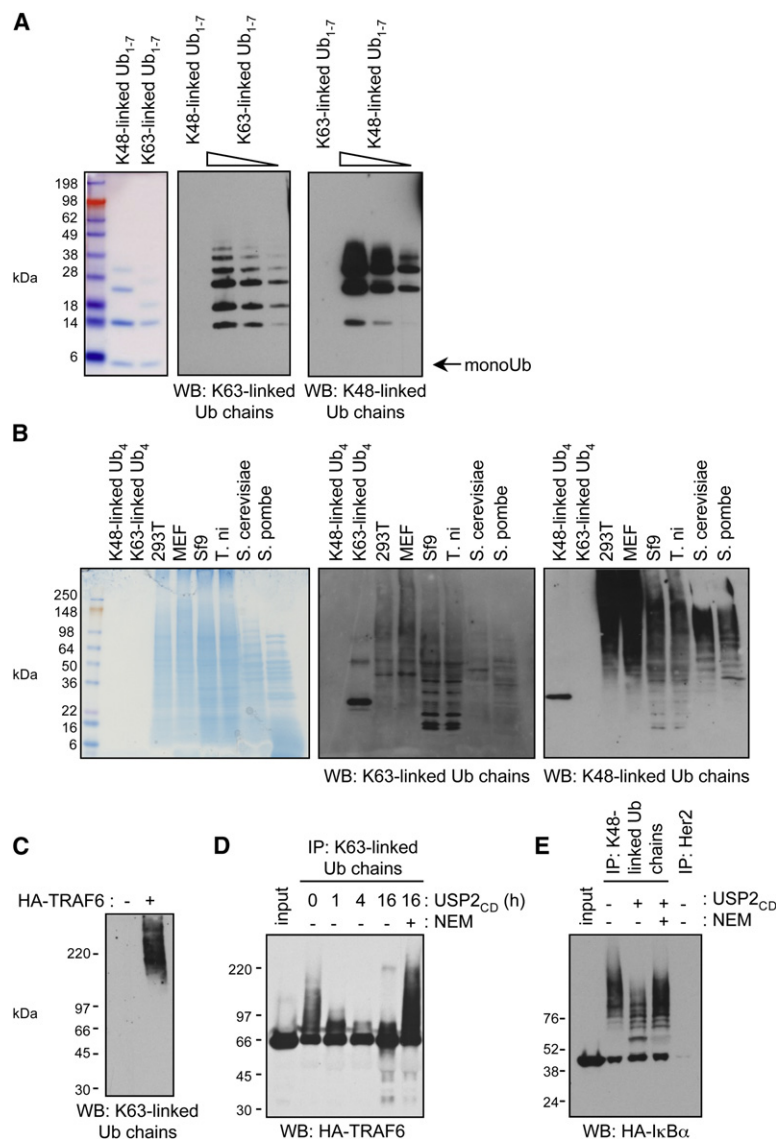 A
K48-linked Ub1-7
K63-linked Ub1-7
K48-linked Ub1-7
K63-linked Ub1-7
K63-linked Ub1-7
K48-linked Ub1-7
kDa
198
98
62
49
38
28
18
14
6
monoUb
WB: K63-linked
Ub chains
WB: K48-linked
Ub chains
B
K48-linked Ub4
K63-linked Ub4
293T
MEF
Sf9
T. ni
S. cerevisiae
S. pombe
K48-linked Ub4
K63-linked Ub4
293T
MEF
Sf9
T. ni
S. cerevisiae
S. pombe
K48-linked Ub4
K63-linked Ub4
293T
MEF
Sf9
T. ni
S. cerevisiae
S. pombe
kDa
250
148
98
64
50
36
22
16
6
WB: K63-linked Ub chains
WB: K48-linked Ub chains
C
HA-TRAF6 : - +
kDa
220-
97-
66-
45-
30-
WB: K63-linked
Ub chains
D
IP: K63-linked
Ub chains
input
0 1 4 16 16 : USP2CD (h)
- - - - + : NEM
220-
97-
66-
45-
30-
WB: HA-TRAF6
E
IP: K48-
linked Ub
chains
IP: Her2
input
- + + - : USP2CD
- - + - : NEM
76-
52-
38-
24-
WB: HA-IκBα